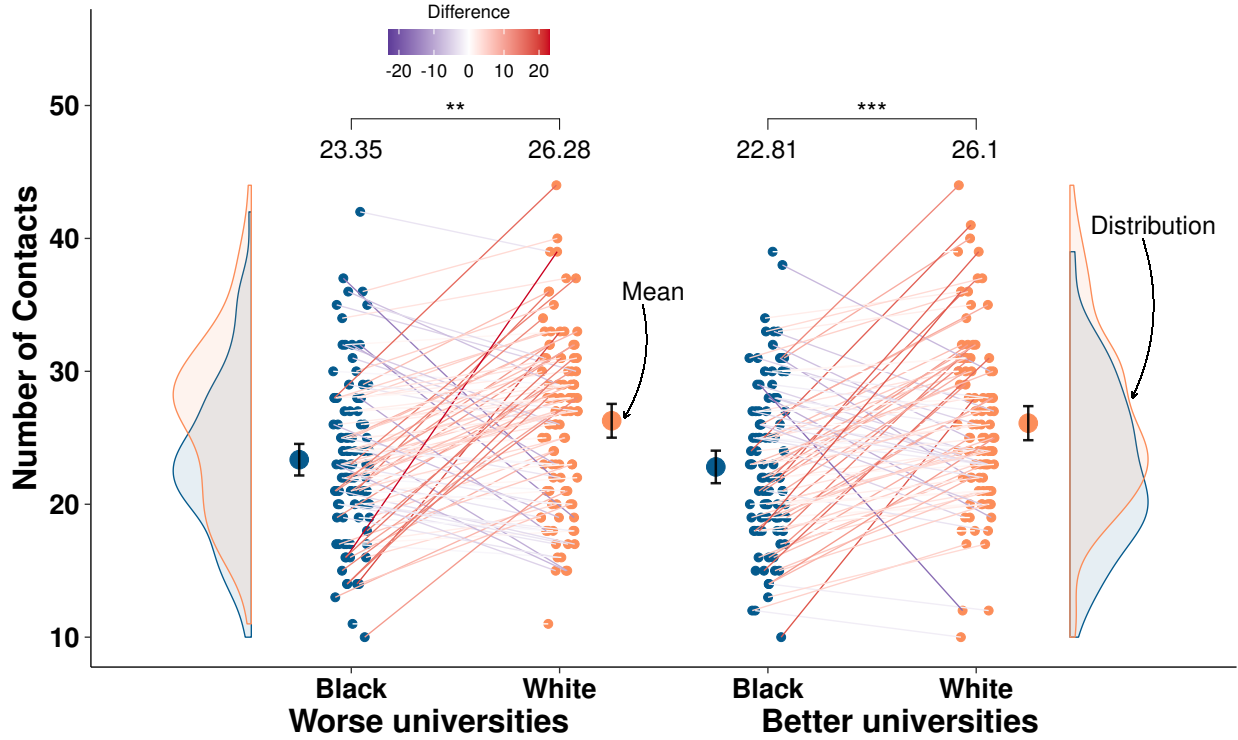 Difference
-20 -10 0 10 20
** ***
50
23.35 26.28 22.81 26.1
40
Distribution
Mean
30
20
10
Number of Contacts
Black White Black White
Worse universities Better universities